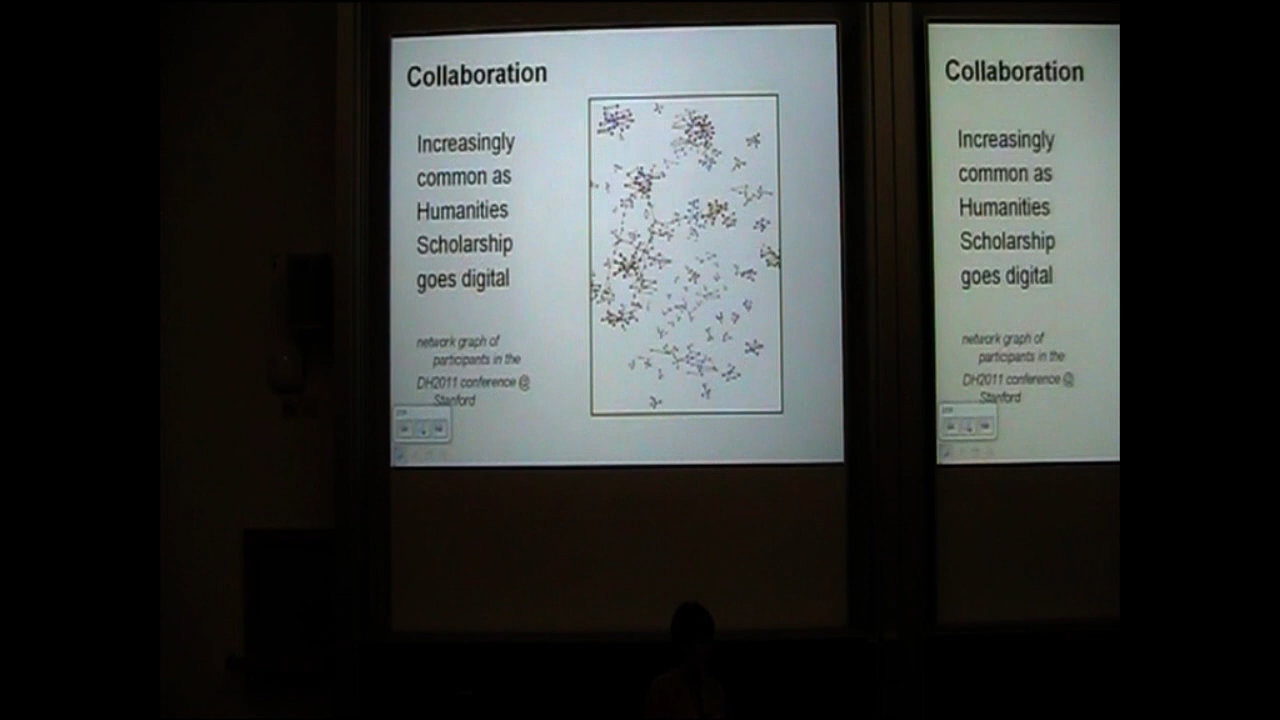 Collaboration
Increasingly
common as
Humanities
Scholarship
goes digital
network graph of
participants in the
DH2011 conference @
Stanford
Collaboration
Increasingly
common as
Humanities
Scholarship
goes digital
network graph of
participants in the
DH2011 conference @
Stanford